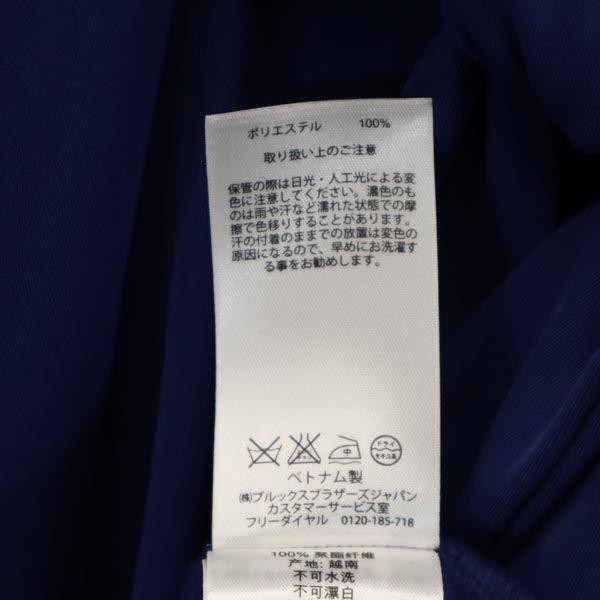 ポリエステル 100%
取り扱い上のご注意
保管の際は日光・人工光による変
色に注意してください。濃色のも
のは雨や汗など濡れた状態での摩
擦で色移りすることがあります。
汗の付着のままでの放置は変色の
原因になるので、早めにお洗濯す
る事をお勧めします。
中 ドライ
セキユ系
ベトナム製
㈱ブルックスブラザーズジャパン
カスタマーサービス室
フリーダイヤル 0120-185-718
100% 聚酯纤维
产地: 越南
不可水洗
不可漂白